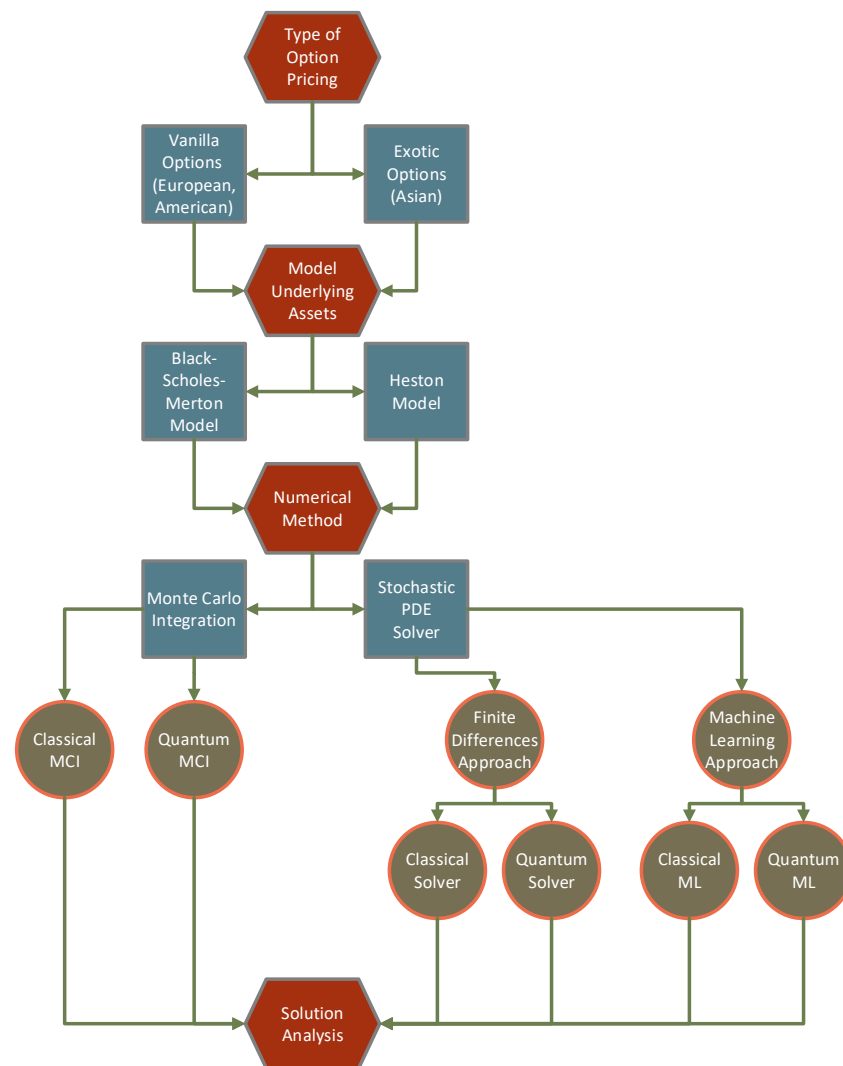 Type of
Option
Pricing
Vanilla
Options
(European,
American)
Exotic
Options
(Asian)
Model
Underlying
Assets
Black-
Scholes-
Merton
Model
Heston
Model
Numerical
Method
Monte Carlo
Integration
Stochastic
PDE
Solver
Classical
MCI
Quantum
MCI
Finite
Differences
Approach
Machine
Learning
Approach
Classical
Solver
Quantum
Solver
Classical
ML
Quantum
ML
Solution
Analysis